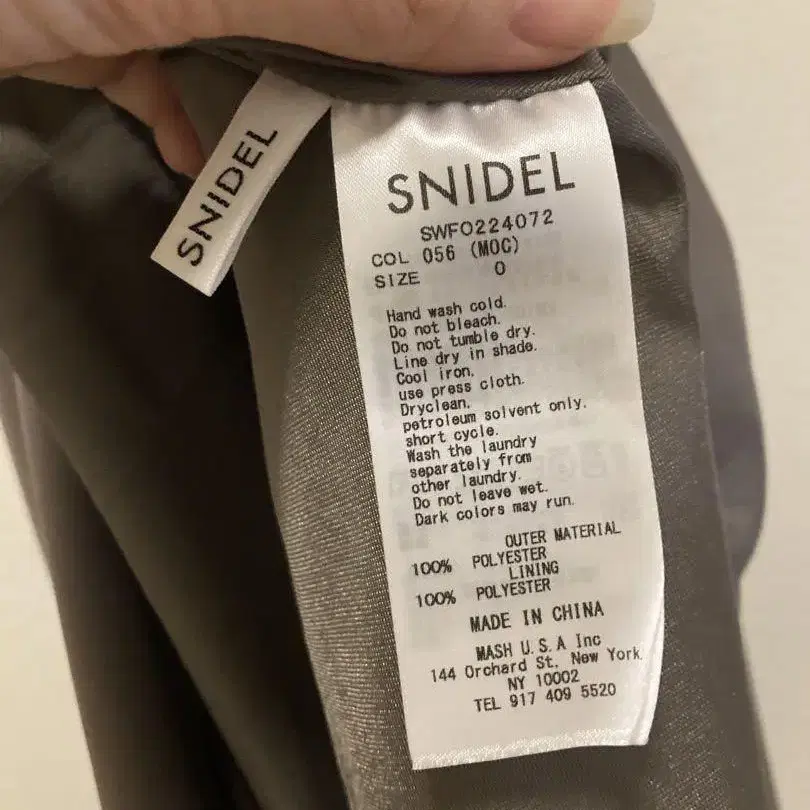 SNIDEL
SNIDEL
SWFO224072
COL 056 (MOC)
SIZE 0
Hand wash cold.
Do not bleach.
Do not tumble dry.
Line dry in shade.
Cool iron,
use press cloth.
Dryclean,
petroleum solvent only.
short cycle.
Wash the laundry
separately from
other laundry.
Do not leave wet.
Dark colors may run.
OUTER MATERIAL
100% POLYESTER
LINING
100% POLYESTER
MADE IN CHINA
MASH U.S.A Inc
144 Orchard St, New York
NY 10002
TEL 917 409 5520